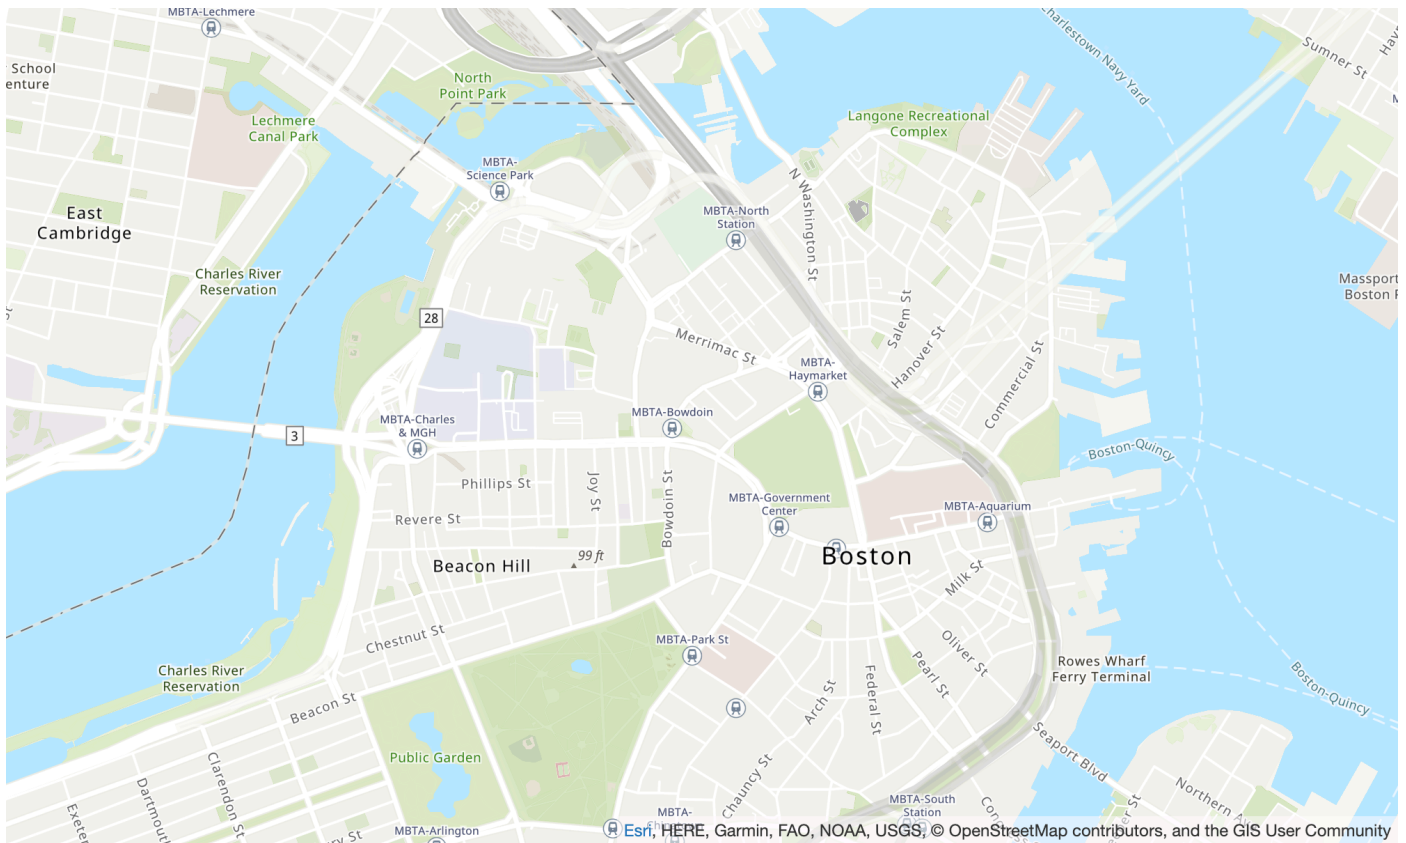 MBTA-Lechmere
School
enture
North
Point Park
Lechmere
Canal Park
Charlestown Navy Yard
Sumner St
Langone Recreational
Complex
MBTA-
Science Park
N Washington St
MBTA-North
Station
East
Cambridge
Charles River
Reservation
Massport
Boston
28
Merrimac St
Salem St
Hanover St
Commercial St
MBTA-
Haymarket
MBTA-Bowdoin
MBTA-Charles
& MGH
3
Boston-Quincy
Phillips St
Joy St
Bowdoin St
MBTA-Government
Center
MBTA-Aquarium
Revere St
Beacon Hill
99 ft
Boston
Milk St
Chestnut St
MBTA-Park St
Oliver St
Pearl St
Federal St
Arch St
Rowes Wharf
Ferry Terminal
Boston-Quincy
Charles River
Reservation
Beacon St
Public Garden
Clarendon St
Dartmouth
Exeter
Chauncy St
Seaport Blvd
Northern
MBTA-Arlington
MBTA-
MBTA-South
Station
Esri, HERE, Garmin, FAO, NOAA, USGS, © OpenStreetMap contributors, and the GIS User Community